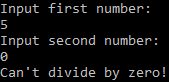 Input first number:
5
Input second number:
0
Can't divide by zero!